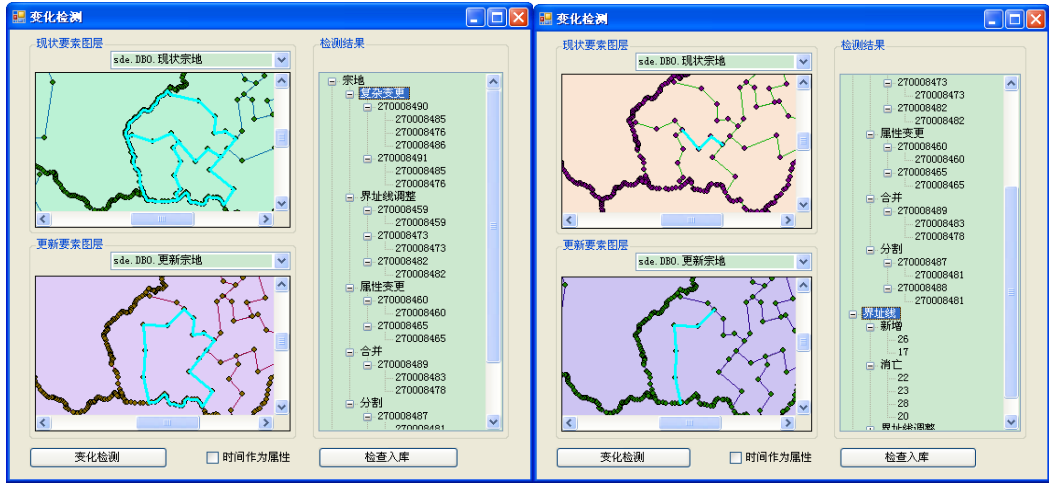 变化检测
现状要素图层
sde.DBO.现状宗地
更新要素图层
sde.DBO.更新宗地
检测结果
宗地
复杂变更
270008490
270008485
270008476
270008486
270008491
270008485
270008476
界址线调整
270008459
270008459
270008473
270008473
270008482
270008482
属性变更
270008460
270008460
270008465
270008465
合并
270008489
270008483
270008478
分割
270008487
270008481
变化检测
时间作为属性
检查入库
变化检测
现状要素图层
sde.DBO.现状宗地
更新要素图层
sde.DBO.更新宗地
检测结果
270008473
270008473
270008482
270008482
属性变更
270008460
270008460
270008465
270008465
合并
270008489
270008483
270008478
分割
270008487
270008481
270008488
270008481
界址线
新增
26
17
消亡
22
23
28
20
界址线调整
变化检测
时间作为属性
检查入库